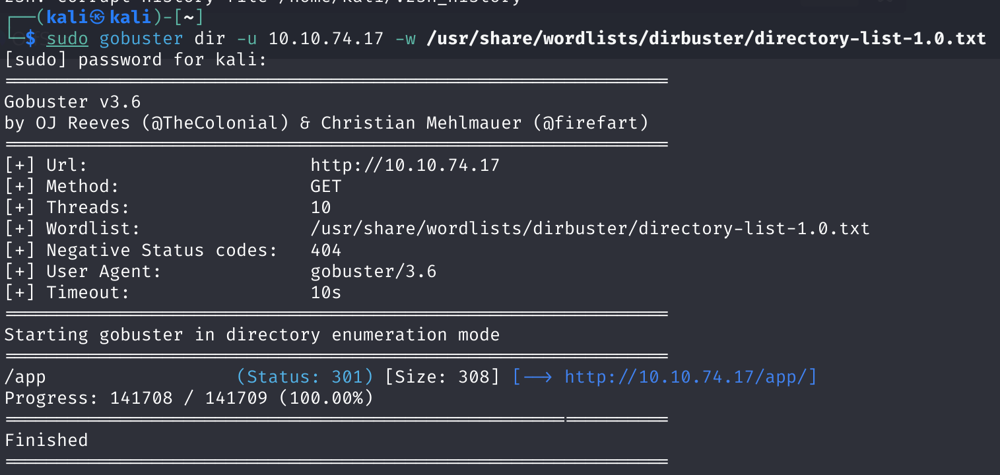 zsh: corrupt history file /home/kali/.zsh_history
┌──(kali㉿kali)-[~]
└─$ sudo gobuster dir -u 10.10.74.17 -w /usr/share/wordlists/dirbuster/directory-list-1.0.txt
[sudo] password for kali:
===============================================================
Gobuster v3.6
by OJ Reeves (@TheColonial) & Christian Mehlmauer (@firefart)
===============================================================
[+] Url:                     http://10.10.74.17
[+] Method:                  GET
[+] Threads:                 10
[+] Wordlist:                /usr/share/wordlists/dirbuster/directory-list-1.0.txt
[+] Negative Status codes:   404
[+] User Agent:              gobuster/3.6
[+] Timeout:                 10s
===============================================================
Starting gobuster in directory enumeration mode
===============================================================
/app                  (Status: 301) [Size: 308] [--> http://10.10.74.17/app/]
Progress: 141708 / 141709 (100.00%)
===============================================================
Finished
===============================================================